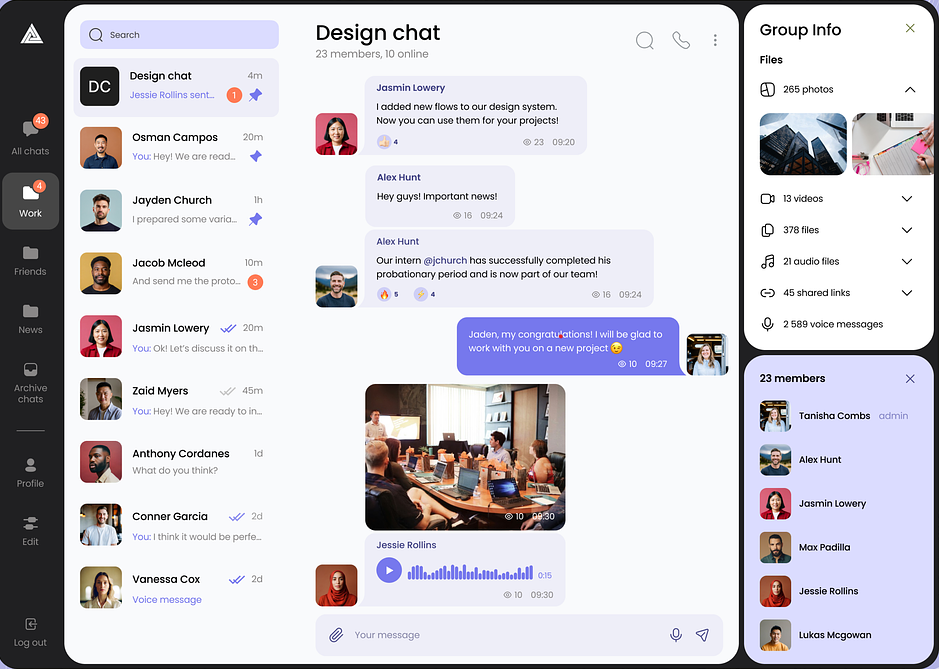 43
All chats
4
Work
Friends
News
Archive
chats
Profile
Edit
Log out
Search
DC
Design chat
4m
Jessie Rollins sent...
1
Osman Campos
20m
You: Hey! We are read...
Jayden Church
1h
I prepared some varia...
Jacob Mcleod
10m
And send me the proto...
3
Jasmin Lowery
20m
You: Ok! Let's discuss it on th...
Zaid Myers
45m
You: Hey! We are ready to in...
Anthony Cordanes
1d
What do you think?
Conner Garcia
2d
You: I think it would be perfe...
Vanessa Cox
2d
Voice message
Design chat
23 members, 10 online
Jasmin Lowery
I added new flows to our design system.
Now you can use them for your projects!
4
23 09:20
Alex Hunt
Hey guys! Important news!
16 09:24
Alex Hunt
Our intern @jchurch has successfully completed his
probationary period and is now part of our team!
5 4
16 09:24
Jaden, my congratulations! I will be glad to
work with you on a new project 😉
10 09:27
10 09:30
Jessie Rollins
0:15
10 09:30
Your message
Group Info
Files
265 photos
13 videos
378 files
21 audio files
45 shared links
2 589 voice messages
23 members
Tanisha Combs admin
Alex Hunt
Jasmin Lowery
Max Padilla
Jessie Rollins
Lukas Mcgowan